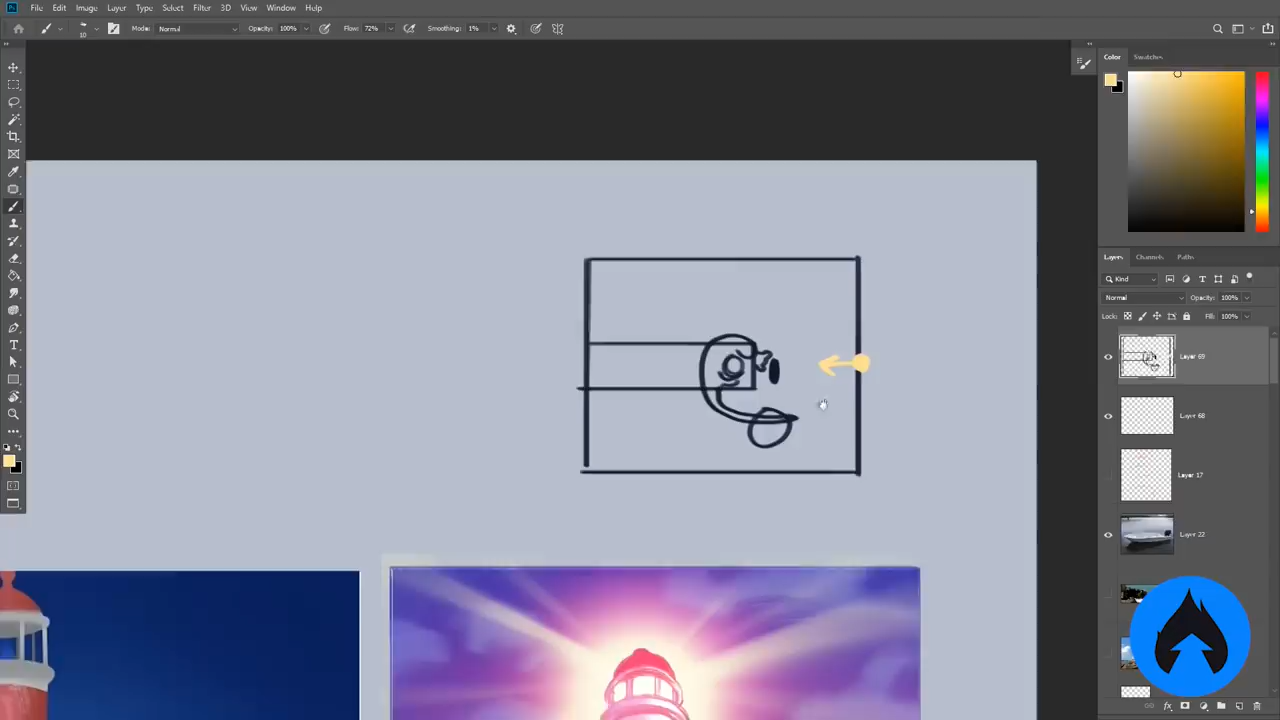 Ps File Edit Image Layer Type Select Filter 3D View Window Help
10 Mode: Normal Opacity: 100% Flow: 72% Smoothing: 1%
Color Swatches
Layers Channels Paths
Kind
Normal Opacity: 100%
Lock: Fill: 100%
Layer 69
Layer 68
Layer 17
Layer 22